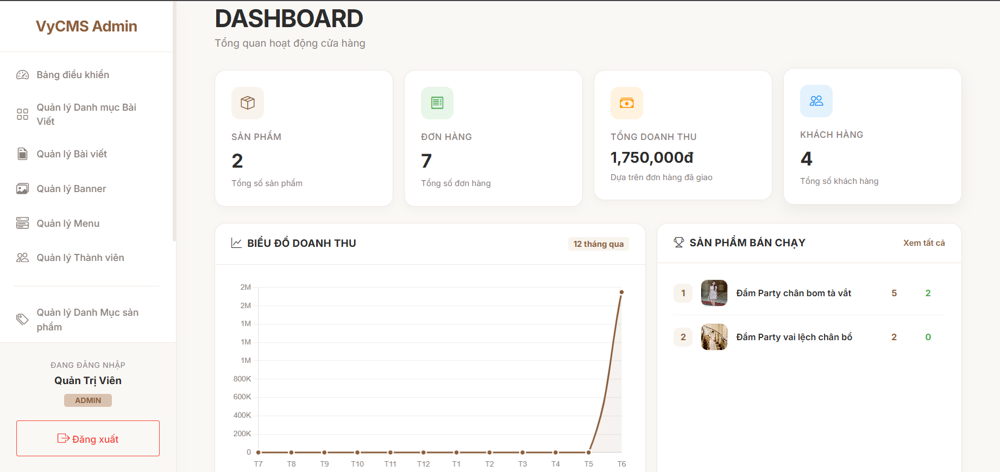 VyCMS Admin
Bảng điều khiển
Quản lý Danh mục Bài
Viết
Quản lý Bài viết
Quản lý Banner
Quản lý Menu
Quản lý Thành viên
Quản lý Danh Mục sản
phẩm
ĐANG ĐĂNG NHẬP
Quản Trị Viên
ADMIN
Đăng xuất
DASHBOARD
Tổng quan hoạt động cửa hàng
SẢN PHẨM
2
Tổng số sản phẩm
ĐƠN HÀNG
7
Tổng số đơn hàng
TỔNG DOANH THU
1,750,000đ
Dựa trên đơn hàng đã giao
KHÁCH HÀNG
4
Tổng số khách hàng
BIỂU ĐỒ DOANH THU
12 tháng qua
2M
2M
1M
1M
1M
800K
600K
400K
200K
0
T7 T8 T9 T10 T11 T12 T1 T2 T3 T4 T5 T6
SẢN PHẨM BÁN CHẠY
Xem tất cả
1 Đầm Party chân bom tà vắt 5 2
2 Đầm Party vai lệch chân bổ 2 0